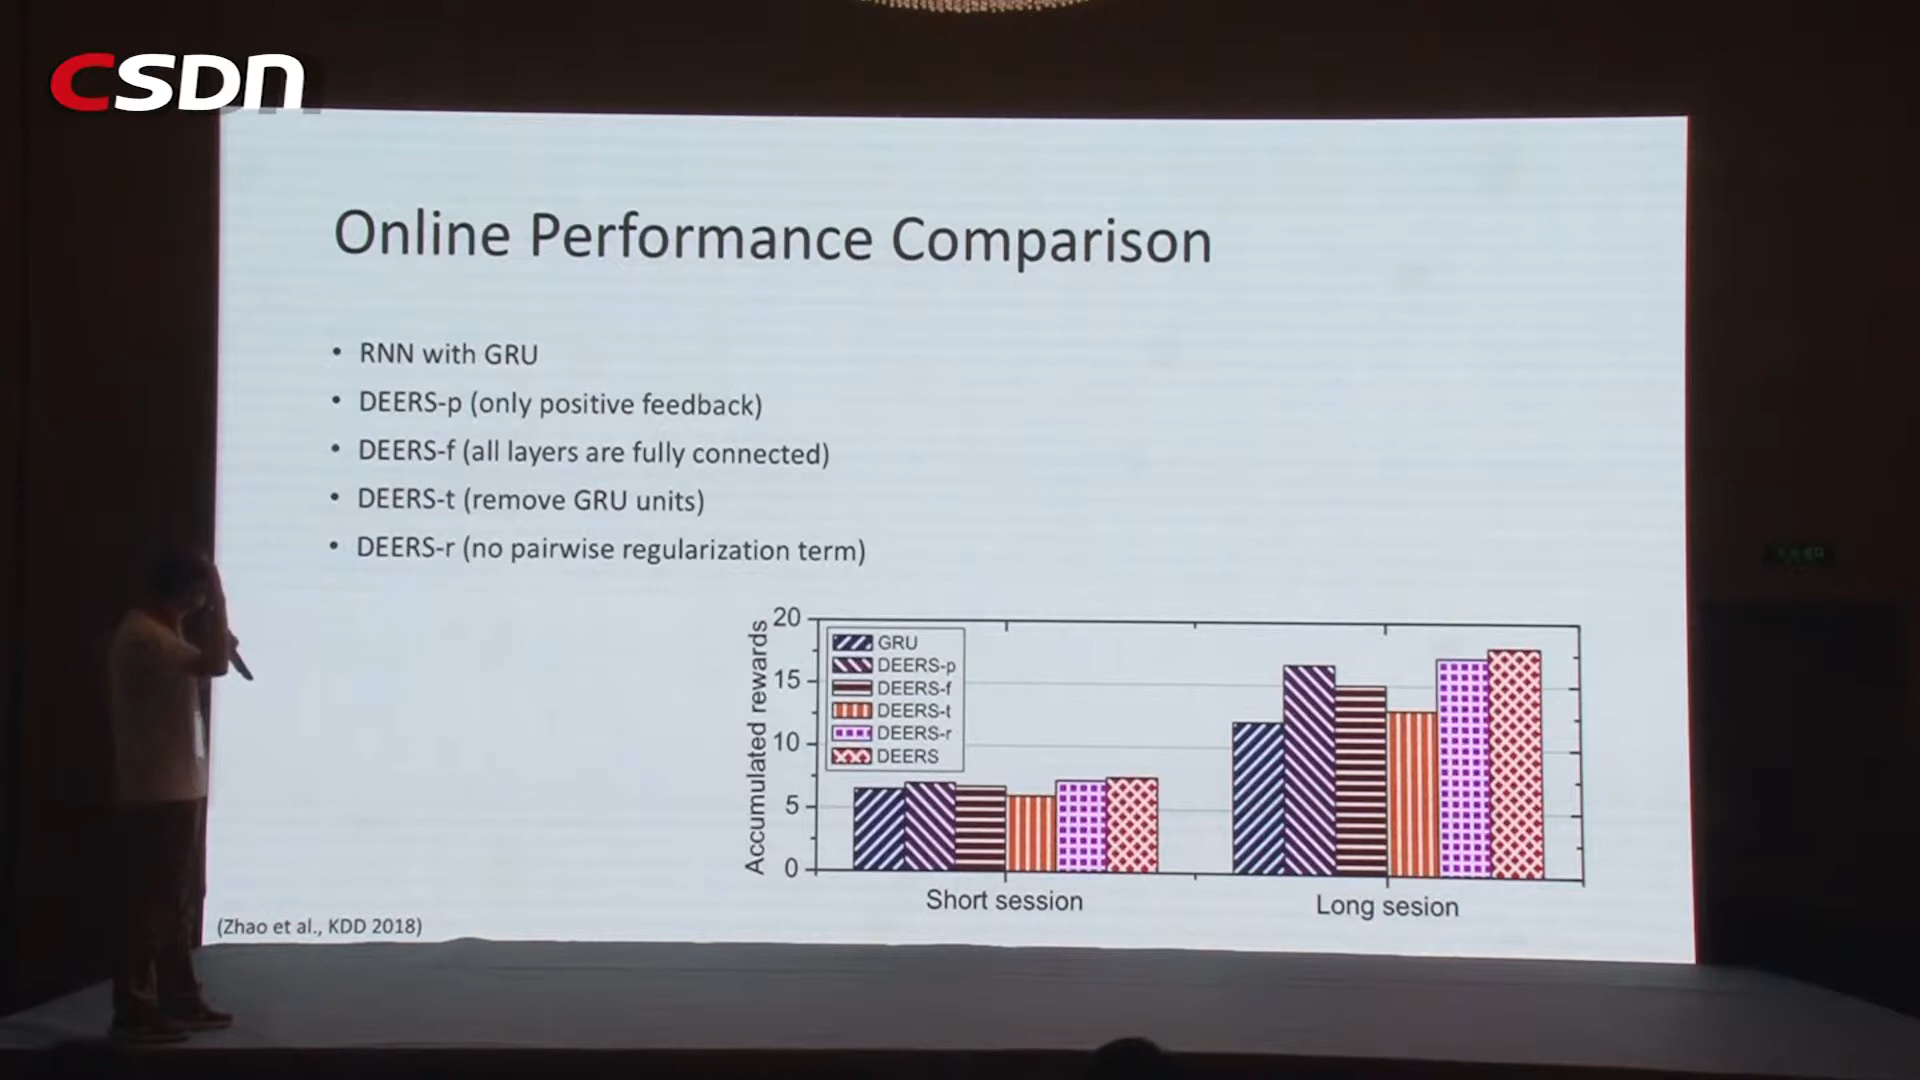 CSDN
Online Performance Comparison
• RNN with GRU
• DEERS-p (only positive feedback)
• DEERS-f (all layers are fully connected)
• DEERS-t (remove GRU units)
• DEERS-r (no pairwise regularization term)
Accumulated rewards
20
15
10
5
0
GRU
DEERS-p
DEERS-f
DEERS-t
DEERS-r
DEERS
Short session
Long sesion
(Zhao et al., KDD 2018)